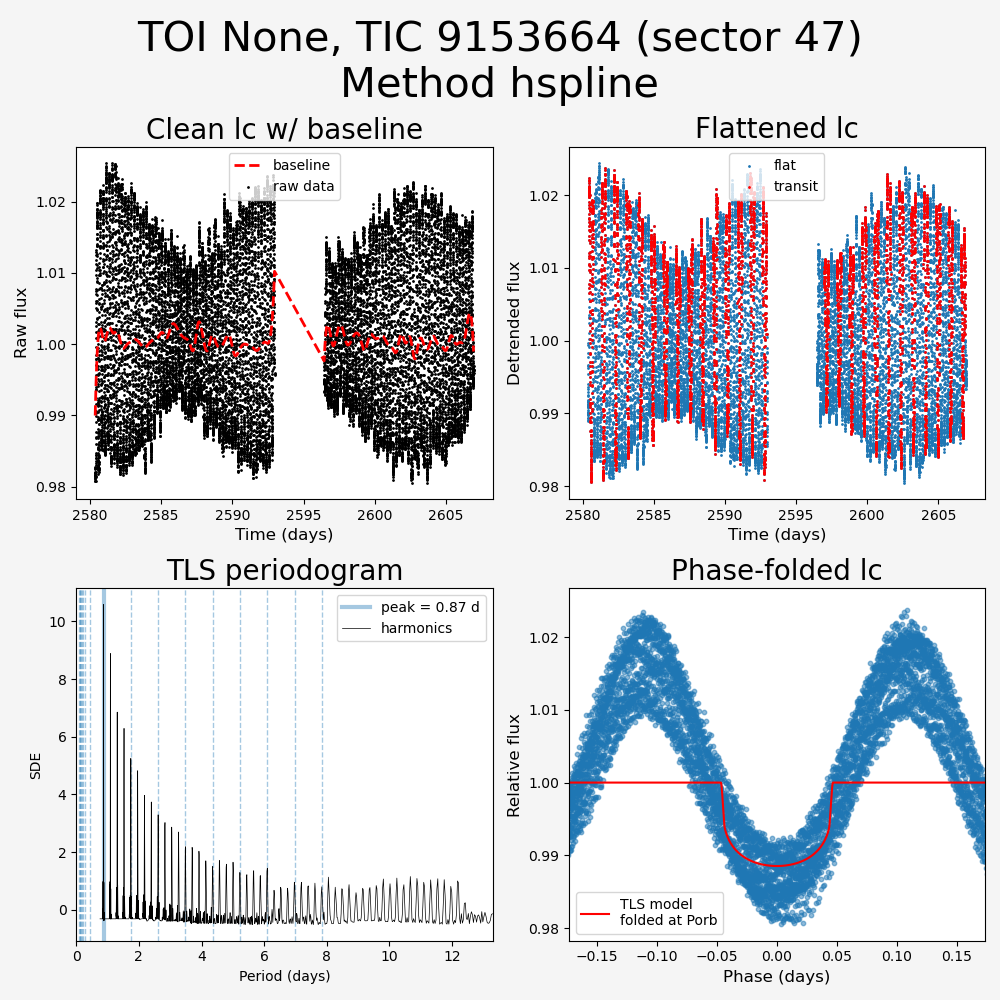 TOI None, TIC 9153664 (sector 47)
Method hspline
Clean lc w/ baseline
baseline
raw data
Raw flux
1.02
1.01
1.00
0.99
0.98
2580
2585
2590
2595
2600
2605
Time (days)
Flattened lc
flat
transit
Detrended flux
1.02
1.01
1.00
0.99
0.98
2580
2585
2590
2595
2600
2605
Time (days)
TLS periodogram
peak = 0.87 d
harmonics
SDE
10
8
6
4
2
0
0
2
4
6
8
10
12
Period (days)
Phase-folded lc
Relative flux
1.02
1.01
1.00
0.99
0.98
TLS model
folded at Porb
−0.15
−0.10
−0.05
0.00
0.05
0.10
0.15
Phase (days)